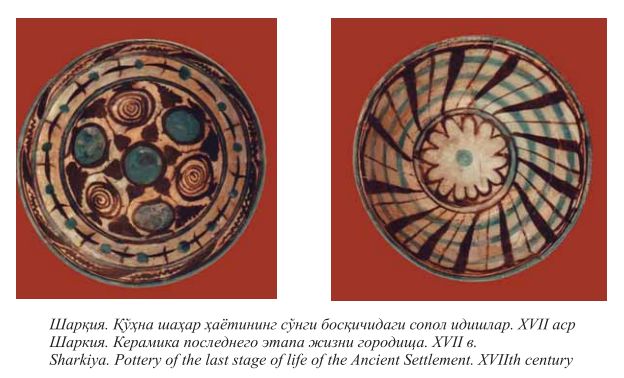 Шарқия. Қўҳна шаҳар ҳаётининг сўнги босқичидаги сопол идишлар. XVII аср
Шаркия. Керамика последнего этапа жизни городища. XVII в.
Sharkiya. Pottery of the last stage of life of the Ancient Settlement. XVIIth century